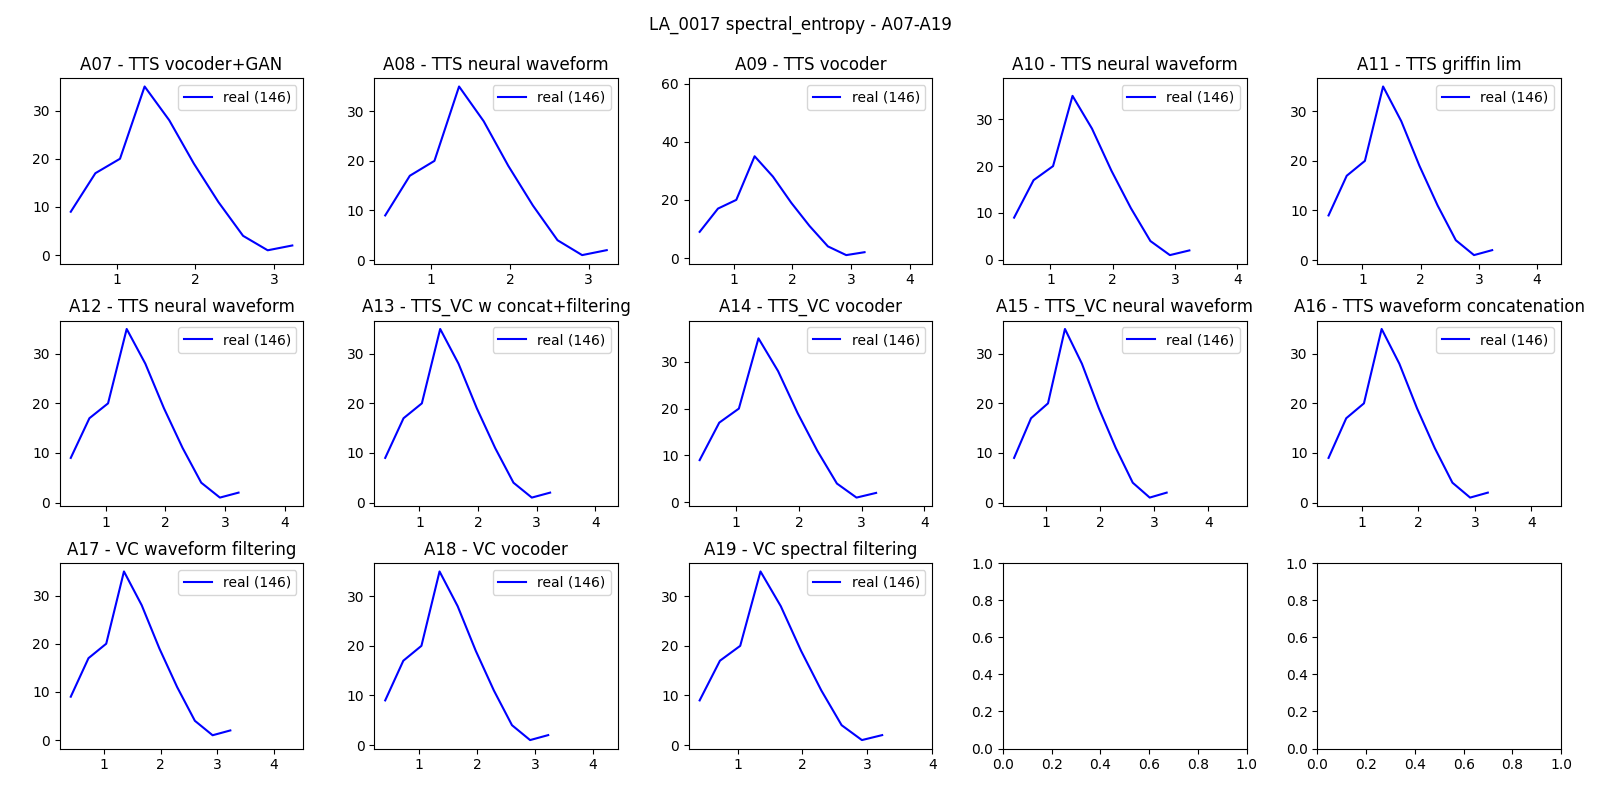 LA_0017 spectral_entropy - A07-A19
A07 - TTS vocoder+GAN
real (146)
30
20
10
0
1 2 3
A08 - TTS neural waveform
real (146)
30
20
10
0
1 2 3
A09 - TTS vocoder
real (146)
60
40
20
0
1 2 3 4
A10 - TTS neural waveform
real (146)
30
20
10
0
1 2 3 4
A11 - TTS griffin lim
real (146)
30
20
10
0
1 2 3 4
A12 - TTS neural waveform
real (146)
30
20
10
0
1 2 3 4
A13 - TTS_VC w concat+filtering
real (146)
30
20
10
0
1 2 3 4
A14 - TTS_VC vocoder
real (146)
30
20
10
0
1 2 3 4
A15 - TTS_VC neural waveform
real (146)
30
20
10
0
1 2 3 4
A16 - TTS waveform concatenation
real (146)
30
20
10
0
1 2 3 4
A17 - VC waveform filtering
real (146)
30
20
10
0
1 2 3 4
A18 - VC vocoder
real (146)
30
20
10
0
1 2 3 4
A19 - VC spectral filtering
real (146)
30
20
10
0
1 2 3 4
1.0
0.8
0.6
0.4
0.2
0.0
0.0 0.2 0.4 0.6 0.8 1.0
1.0
0.8
0.6
0.4
0.2
0.0
0.0 0.2 0.4 0.6 0.8 1.0